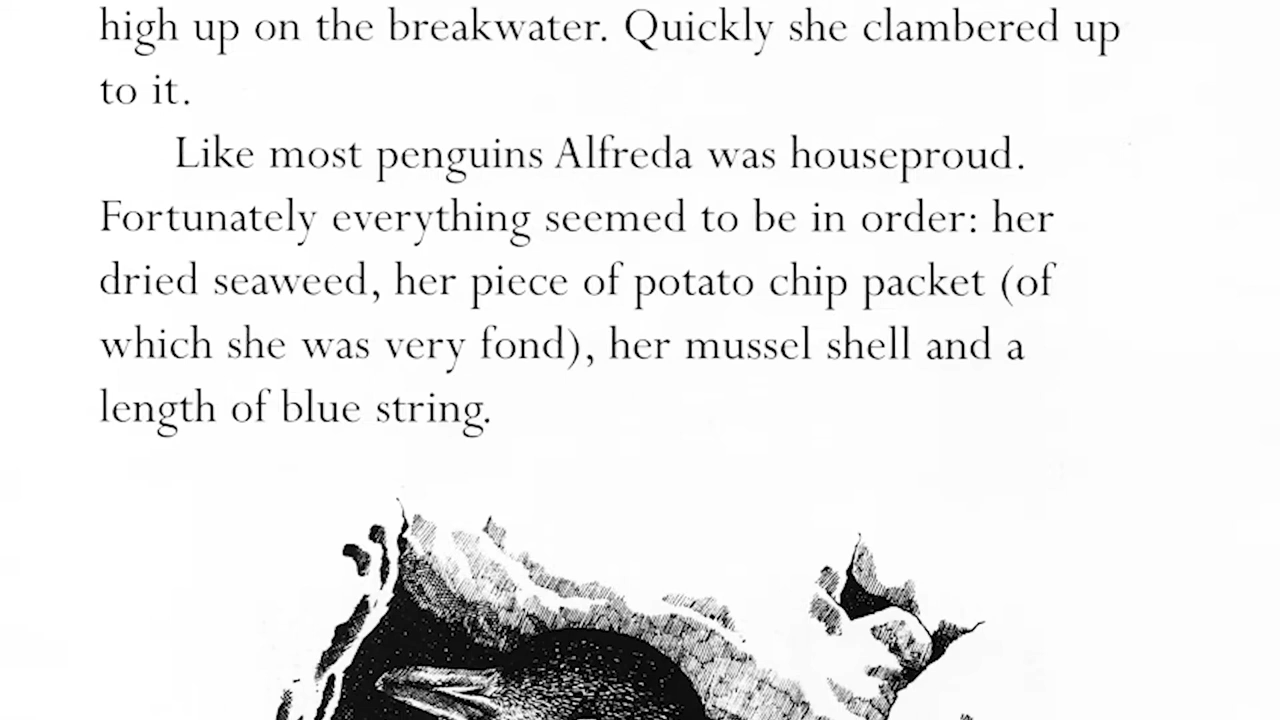 high up on the breakwater. Quickly she clambered up
to it.
Like most penguins Alfreda was houseproud.
Fortunately everything seemed to be in order: her
dried seaweed, her piece of potato chip packet (of
which she was very fond), her mussel shell and a
length of blue string.